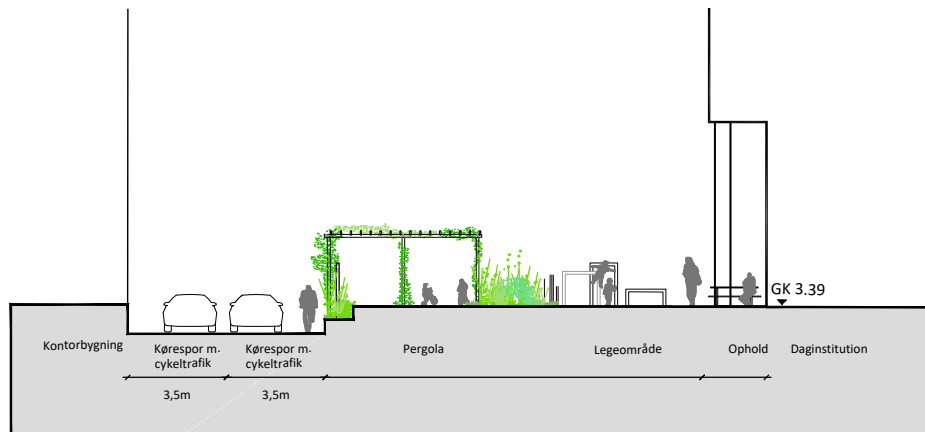 GK 3.39
Kontorbygning
Kørespor m.
cykeltrafik
Kørespor m.
cykeltrafik
Pergola
Legeområde
Ophold
Daginstitution
3,5m
3,5m